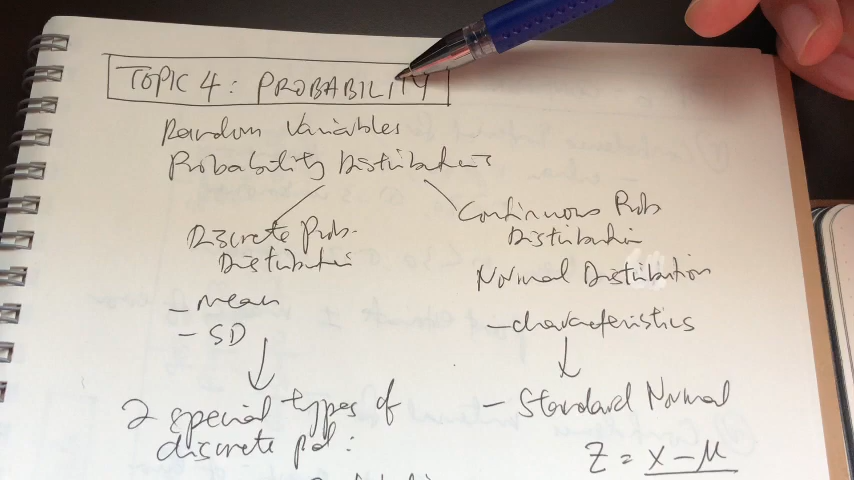 TOPIC 4: PROBABILITY
Random Variables
Probability Distributions
Discrete Prob.
Distribution
- mean
- SD
2 special types of
discrete pd:
Continuous Prob
Distribution
Normal Distribution
- characteristics
- Standard Normal
Z = x - μ